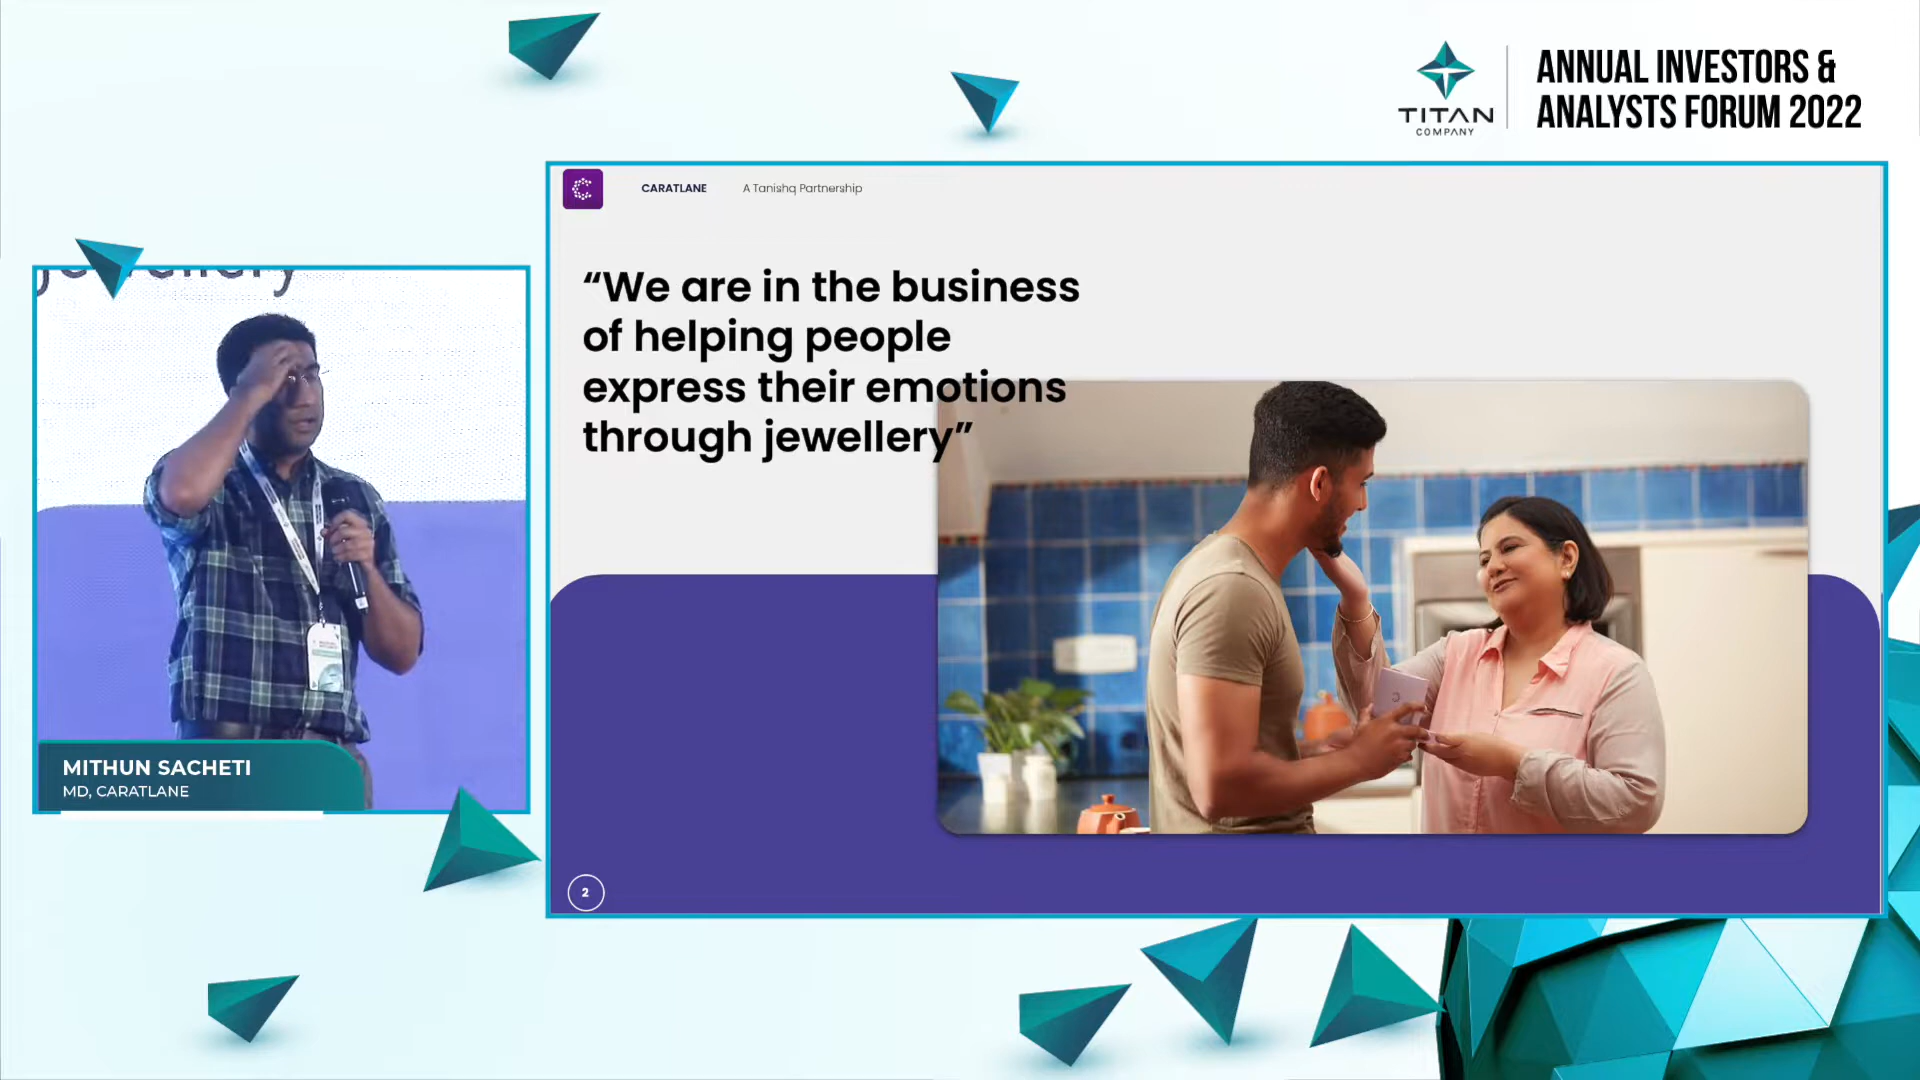 TITAN
COMPANY
ANNUAL INVESTORS &
ANALYSTS FORUM 2022
CARATLANE
A Tanishq Partnership
“We are in the business
of helping people
express their emotions
through jewellery”
jewellery
MITHUN SACHETI
MD, CARATLANE
2